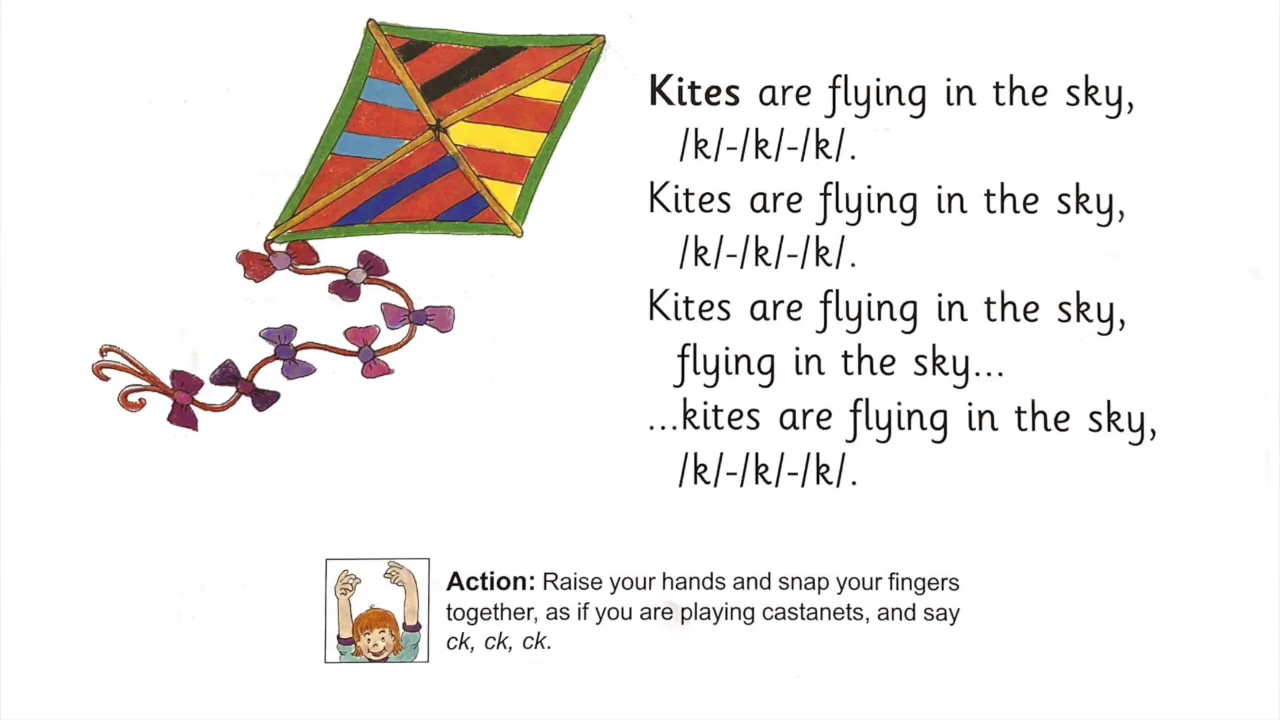 Kites are flying in the sky,
/k/-/k/-/k/.
Kites are flying in the sky,
/k/-/k/-/k/.
Kites are flying in the sky,
flying in the sky...
...kites are flying in the sky,
/k/-/k/-/k/.
Action: Raise your hands and snap your fingers
together, as if you are playing castanets, and say
ck, ck, ck.